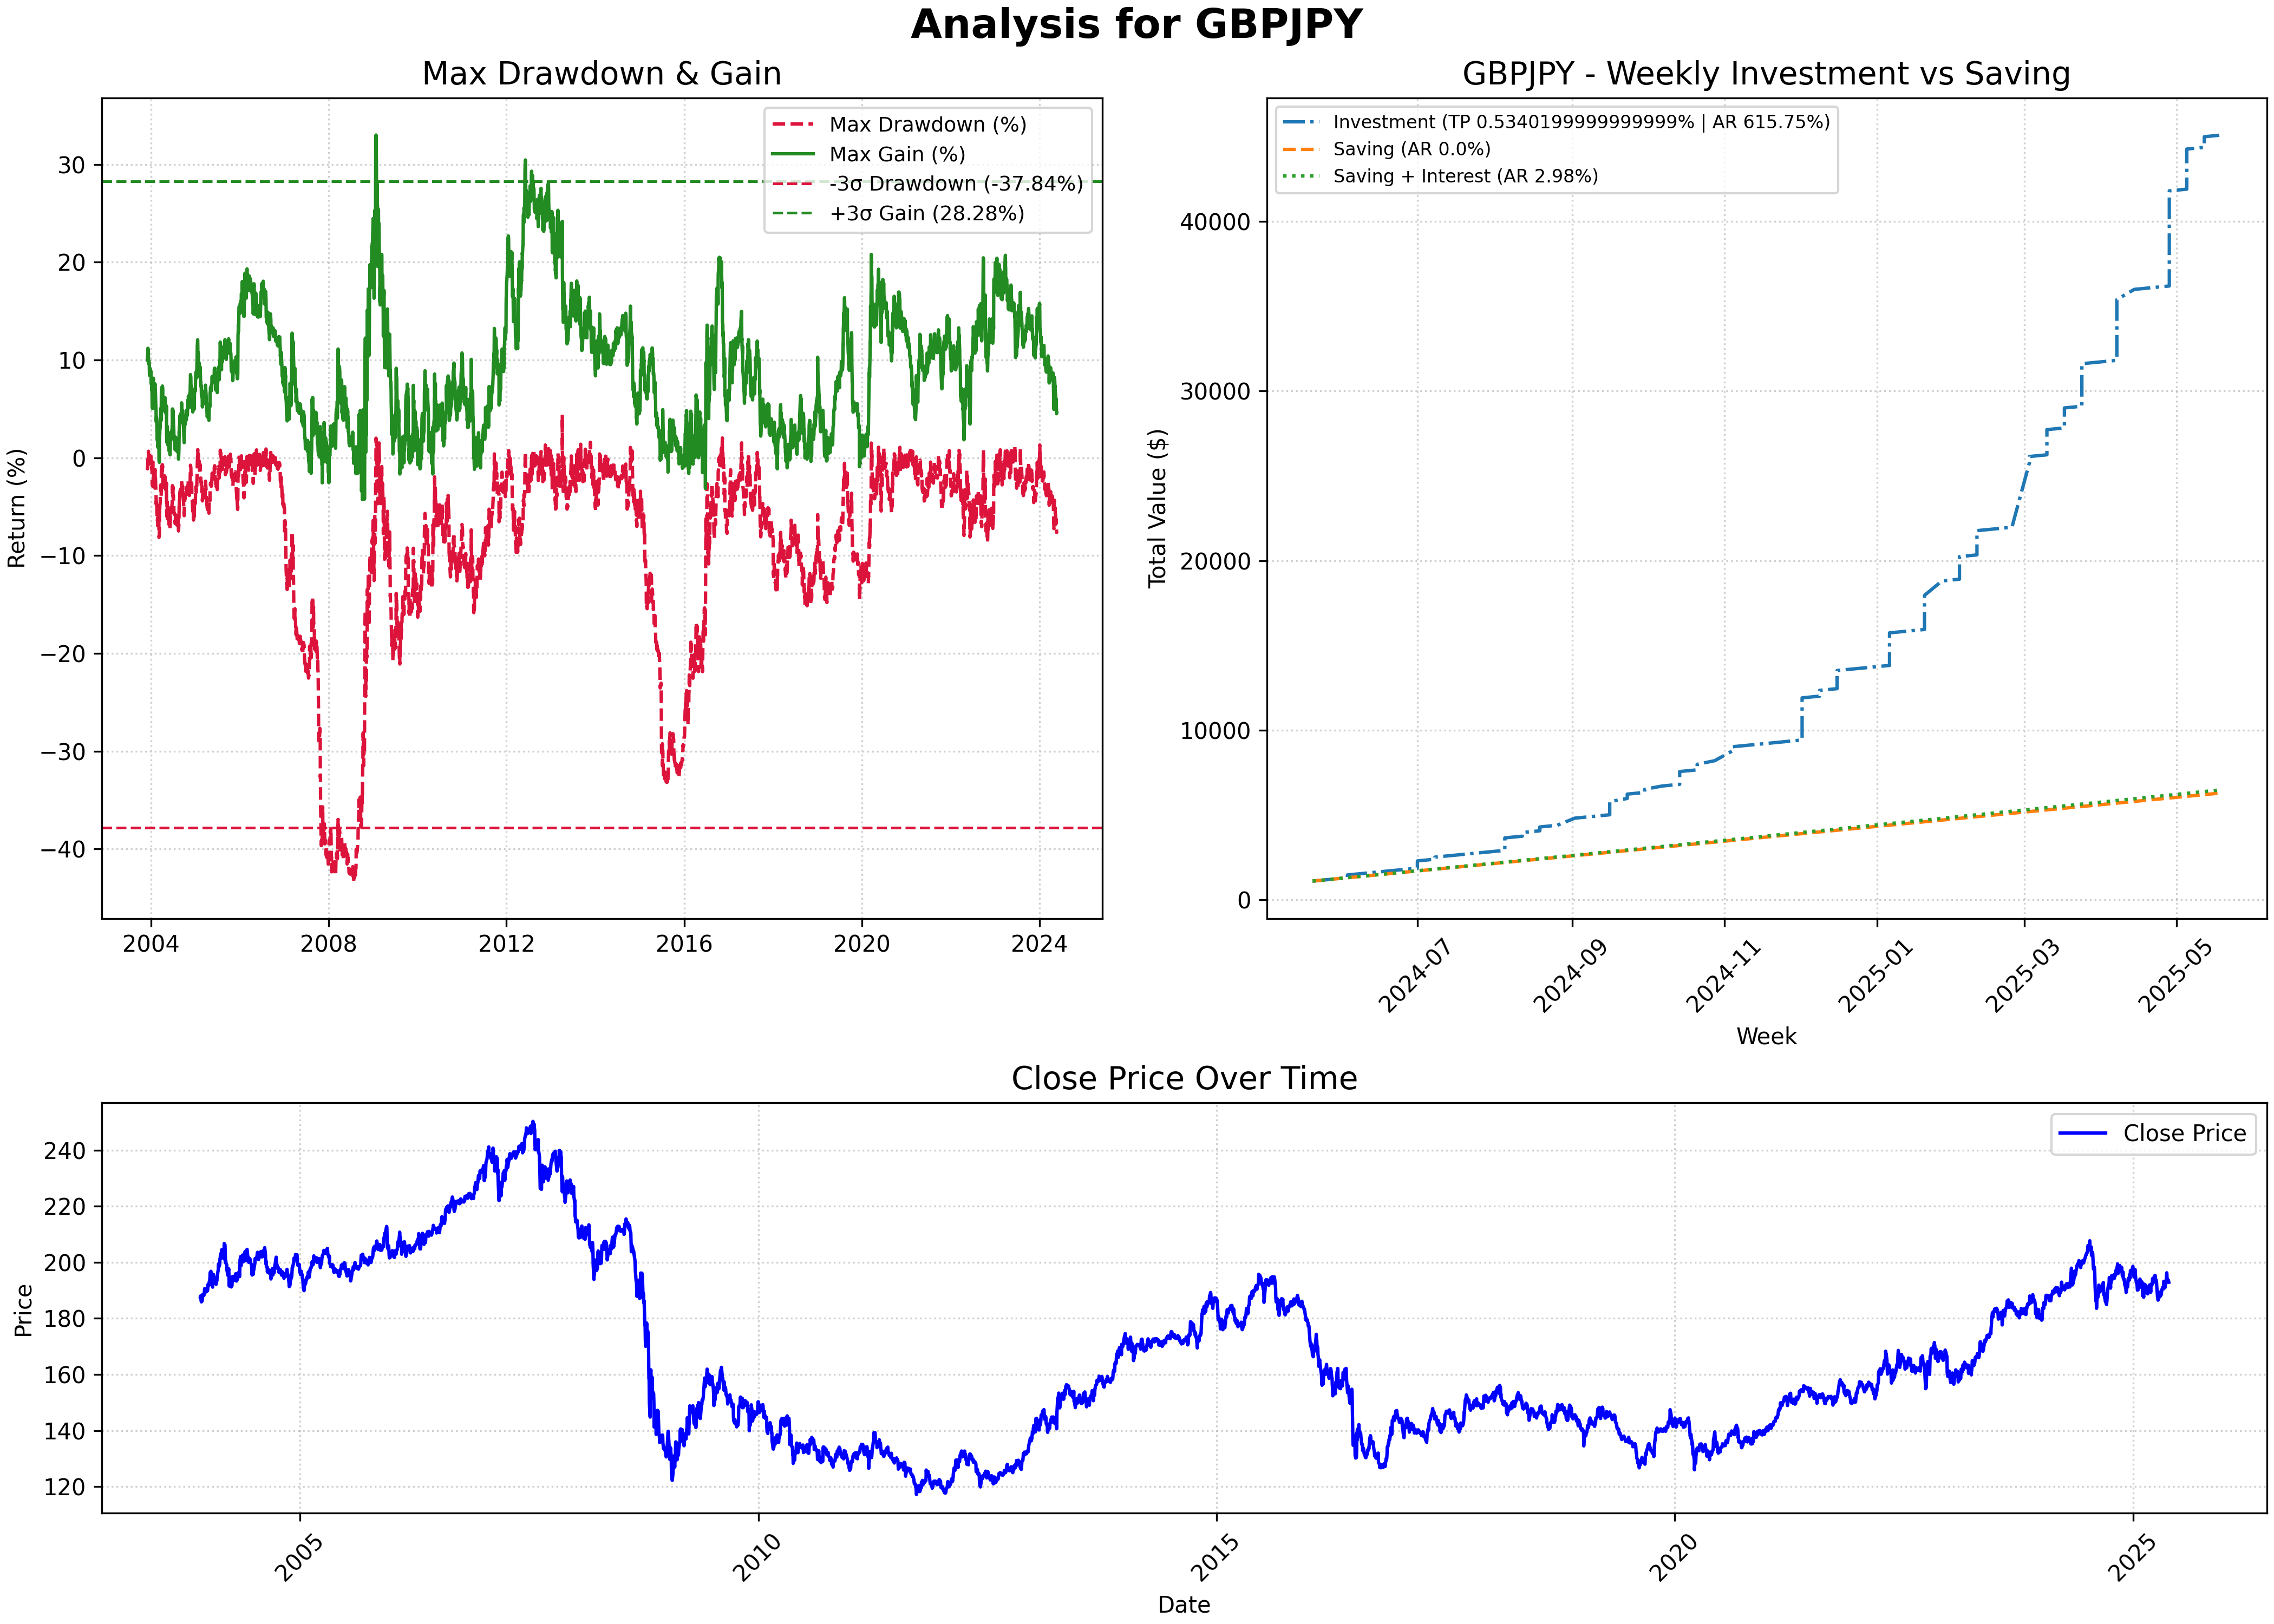 Analysis for GBPJPY
Max Drawdown & Gain
Max Drawdown (%)
Max Gain (%)
-3σ Drawdown (-37.84%)
+3σ Gain (28.28%)
Return (%)
30
20
10
0
−10
−20
−30
−40
2004
2008
2012
2016
2020
2024
GBPJPY - Weekly Investment vs Saving
Investment (TP 0.5340199999999999% | AR 615.75%)
Saving (AR 0.0%)
Saving + Interest (AR 2.98%)
Total Value ($)
40000
30000
20000
10000
0
2024-07
2024-09
2024-11
2025-01
2025-03
2025-05
Week
Close Price Over Time
Close Price
Price
240
220
200
180
160
140
120
2005
2010
2015
2020
2025
Date